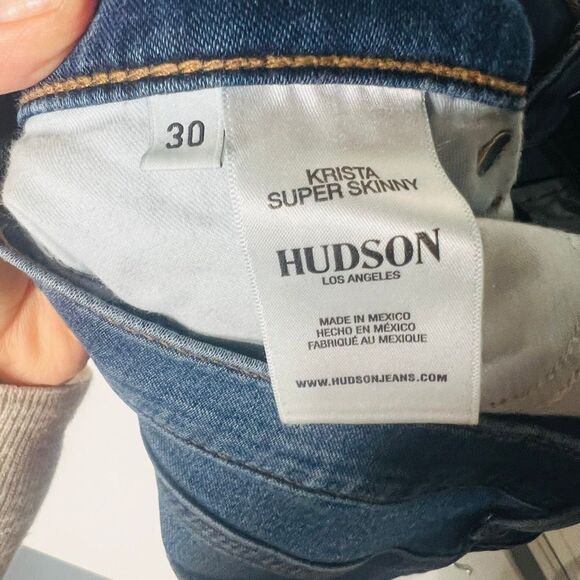 30
KRISTA
SUPER SKINNY
HUDSON
LOS ANGELES
MADE IN MEXICO
HECHO EN MÉXICO
FABRIQUÉ AU MEXIQUE
WWW.HUDSONJEANS.COM